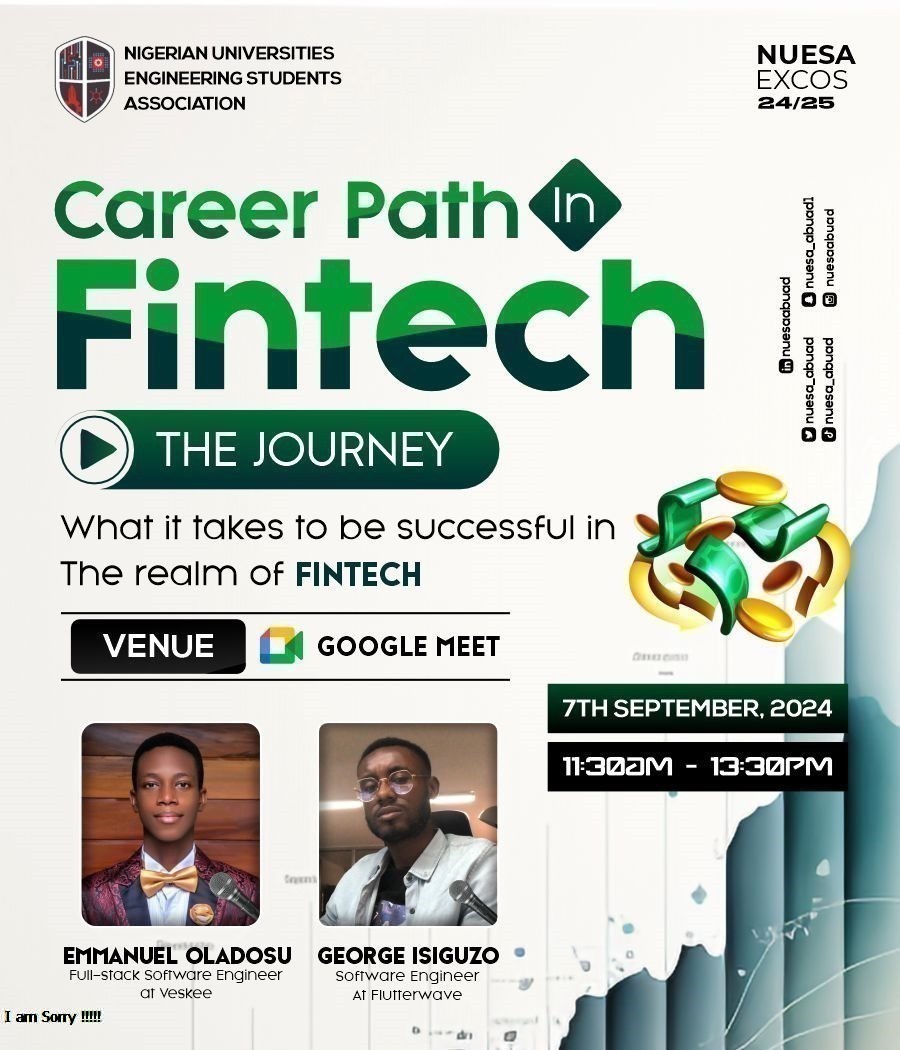 NIGERIAN UNIVERSITIES
ENGINEERING STUDENTS
ASSOCIATION
NUESA
EXCOS
24/25
Career Path In
Fintech
THE JOURNEY
nuesaabuad
nuesa_abuad1
nuesaabuad
nuesa_abuad
nuesa_abuad
What it takes to be successful in
The realm of FINTECH
VENUE GOOGLE MEET
7TH SEPTEMBER, 2024
11:30AM - 13:30PM
EMMANUEL OLADOSU
Full-stack Software Engineer
at Veskee
GEORGE ISIGUZO
Software Engineer
At Flutterwave
I am Sorry !!!!!